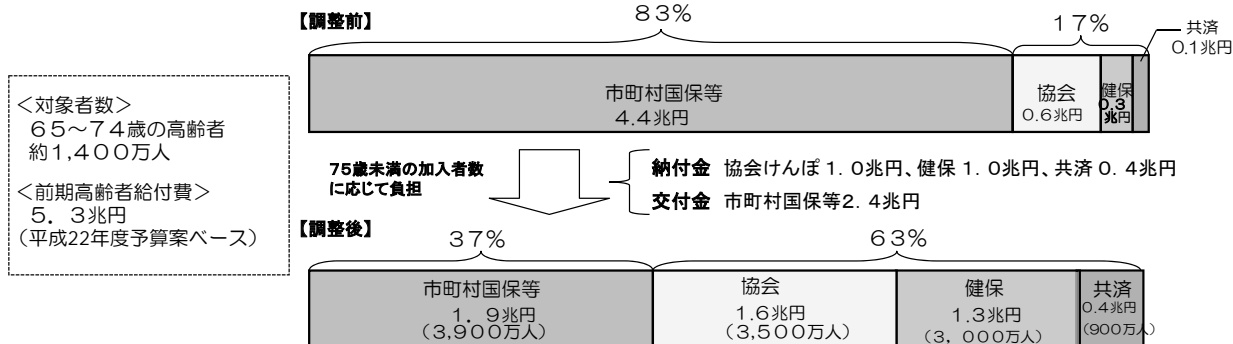 【調整前】
83%
17%
共済
0.1兆円
市町村国保等
4.4兆円
協会
0.6兆円
健保
0.3
兆円
<対象者数>
65~74歳の高齢者
約1,400万人
<前期高齢者給付費>
5.3兆円
(平成22年度予算案ベース)
75歳未満の加入者数
に応じて負担
納付金 協会けんぽ1.0兆円、健保1.0兆円、共済0.4兆円
交付金 市町村国保等2.4兆円
【調整後】
37%
63%
市町村国保等
1.9兆円
(3,900万人)
協会
1.6兆円
(3,500万人)
健保
1.3兆円
(3,000万人)
共済
0.4兆円
(900万人)